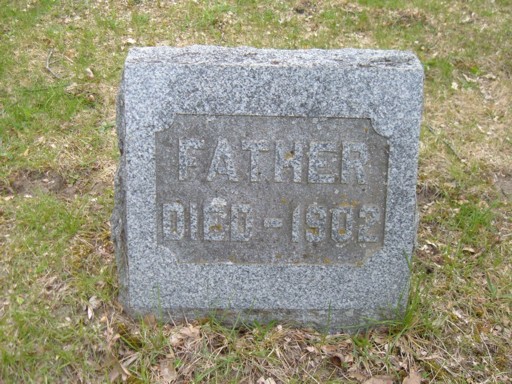 FATHER
DIED - 1902